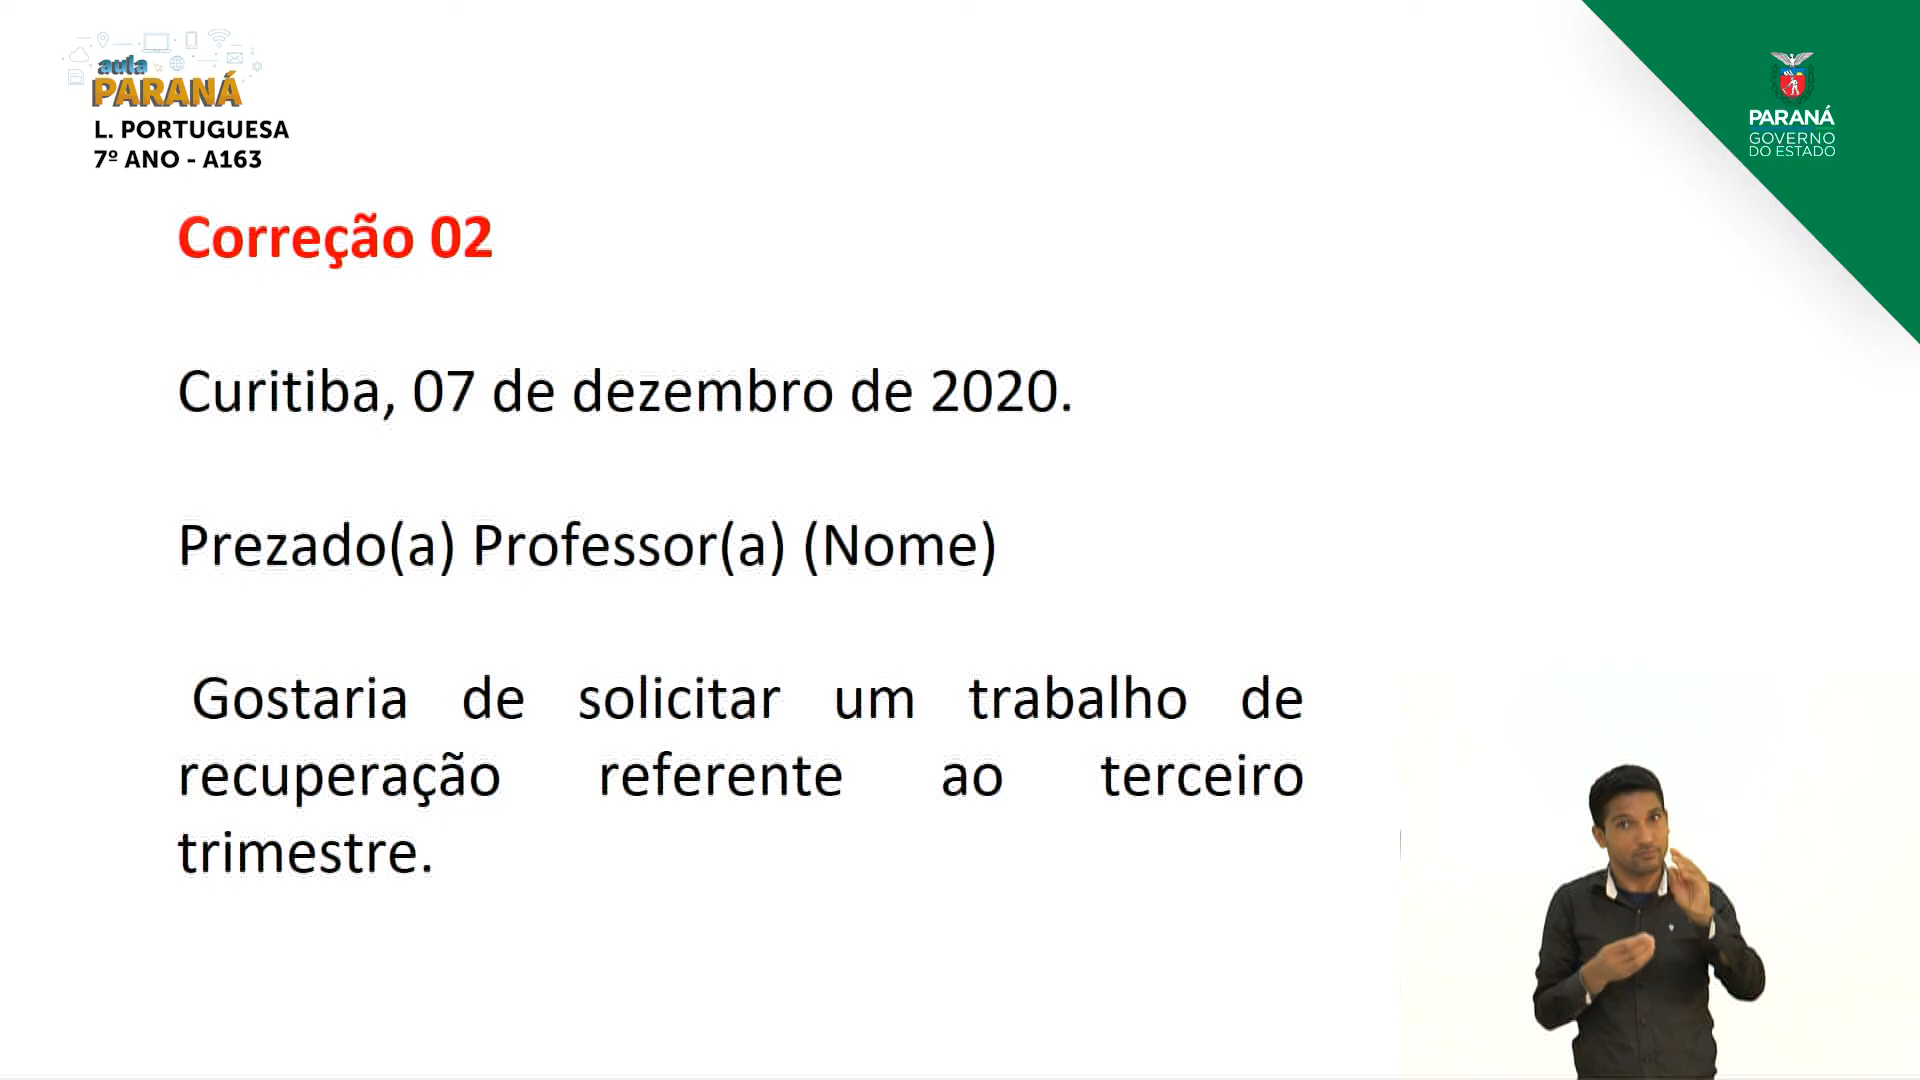 aula
PARANÁ
L. PORTUGUESA
7º ANO - A163
PARANÁ
GOVERNO
DO ESTADO
Correção 02
Curitiba, 07 de dezembro de 2020.
Prezado(a) Professor(a) (Nome)
Gostaria de solicitar um trabalho de
recuperação referente ao terceiro
trimestre.